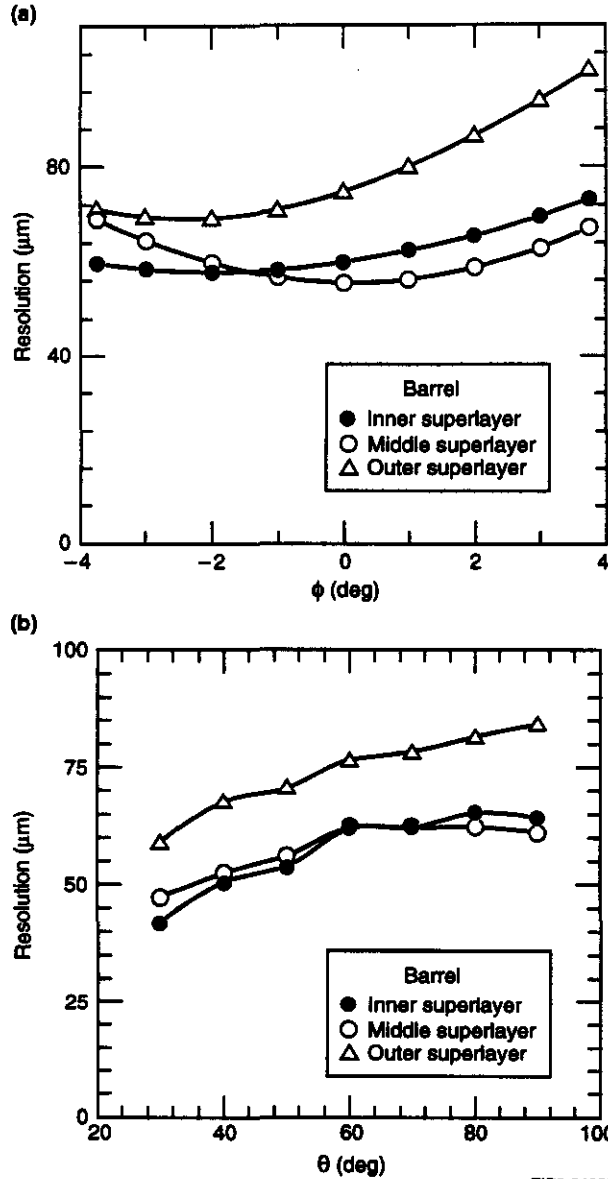 (a)
80
40
0
Resolution (μm)
Barrel
Inner superlayer
Middle superlayer
Outer superlayer
−4 −2 0 2 4
ϕ (deg)
(b)
100
75
50
25
0
Resolution (μm)
Barrel
Inner superlayer
Middle superlayer
Outer superlayer
20 40 60 80 100
θ (deg)